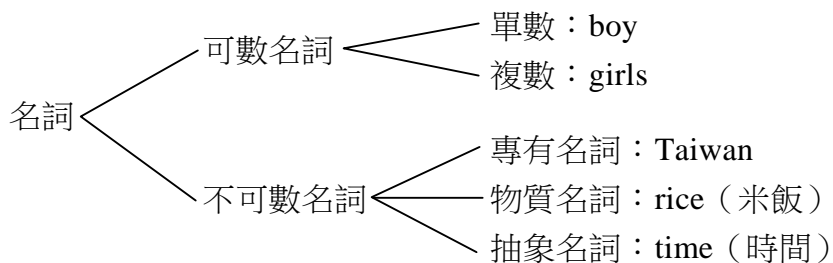 名詞
可數名詞
單數：boy
複數：girls
不可數名詞
專有名詞：Taiwan
物質名詞：rice（米飯）
抽象名詞：time（時間）